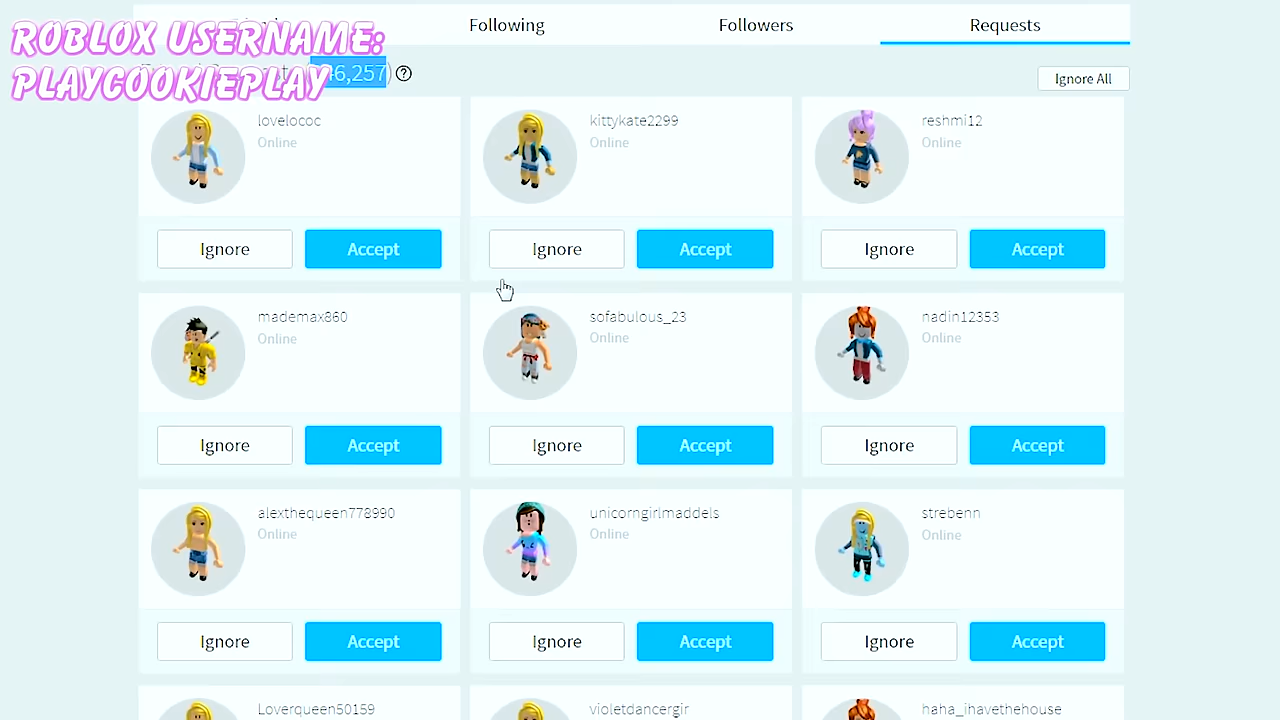 ROBLOX USERNAME:
PLAYCOOKIEPLAY
Following
Followers
Requests
46,257)
Ignore All
lovelococ
Online
kittykate2299
Online
reshmi12
Online
Ignore
Accept
Ignore
Accept
Ignore
Accept
mademax860
Online
sofabulous_23
Online
nadin12353
Online
Ignore
Accept
Ignore
Accept
Ignore
Accept
alexthequeen778990
Online
unicorngirlmaddels
Online
strebenn
Online
Ignore
Accept
Ignore
Accept
Ignore
Accept
Loverqueen50159
violetdancergir
haha_ihavethehouse